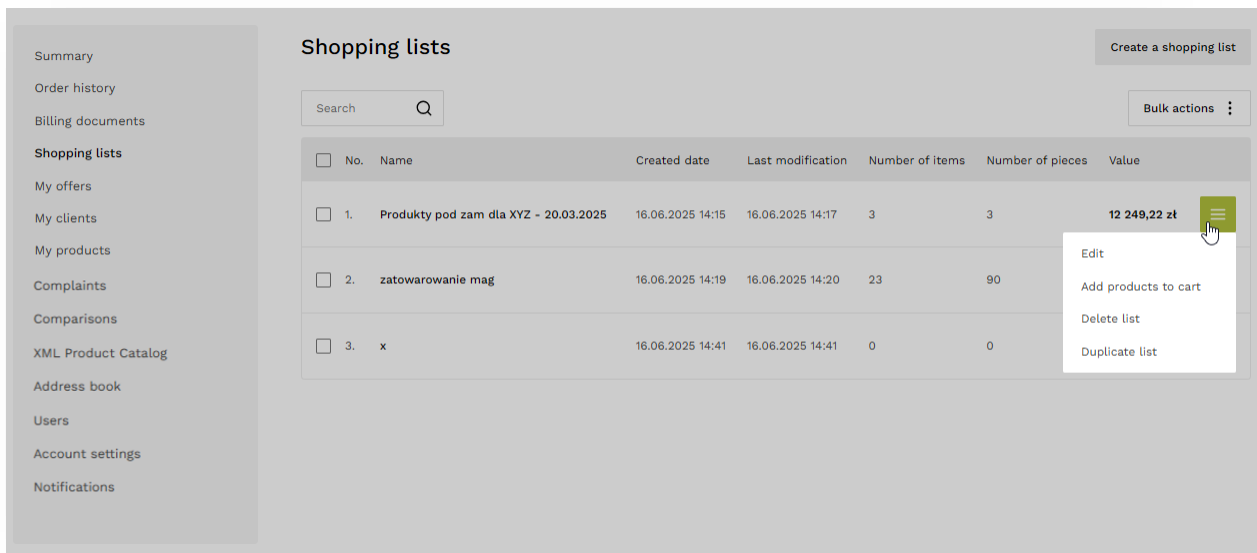 Summary
Order history
Billing documents
Shopping lists
My offers
My clients
My products
Complaints
Comparisons
XML Product Catalog
Address book
Users
Account settings
Notifications
Shopping lists
Create a shopping list
Search
Bulk actions
No. Name Created date Last modification Number of items Number of pieces Value
1. Produkty pod zam dla XYZ - 20.03.2025 16.06.2025 14:15 16.06.2025 14:17 3 3 12 249,22 zł
2. zatowarowanie mag 16.06.2025 14:19 16.06.2025 14:20 23 90
3. x 16.06.2025 14:41 16.06.2025 14:41 0 0
Edit
Add products to cart
Delete list
Duplicate list